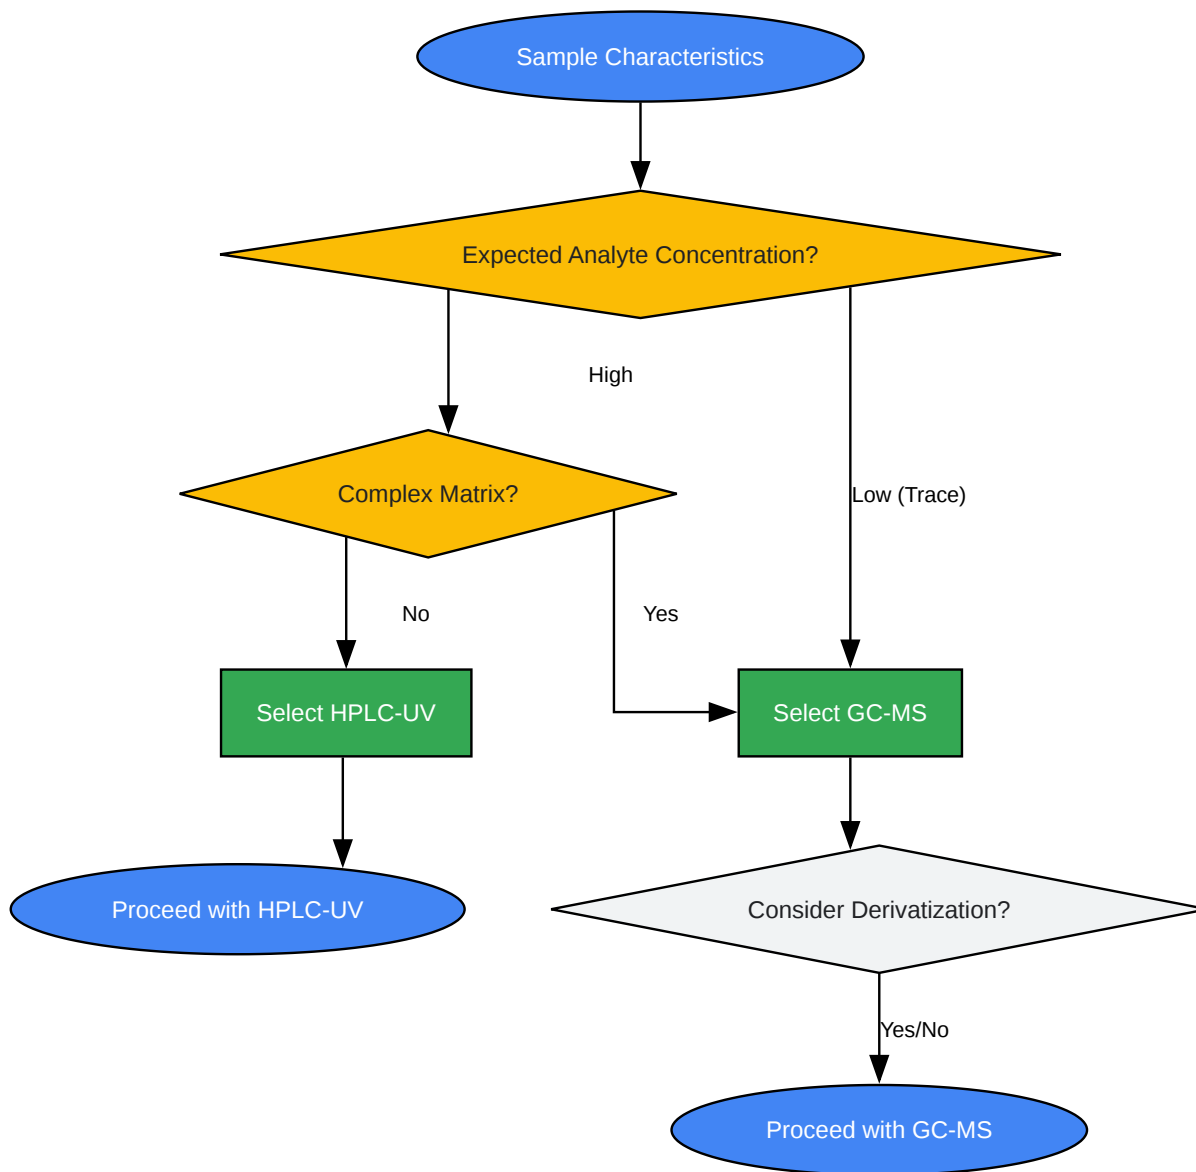 Sample Characteristics
Expected Analyte Concentration?
High
Complex Matrix?
Low (Trace)
No
Yes
Select HPLC-UV
Select GC-MS
Proceed with HPLC-UV
Consider Derivatization?
Yes/No
Proceed with GC-MS